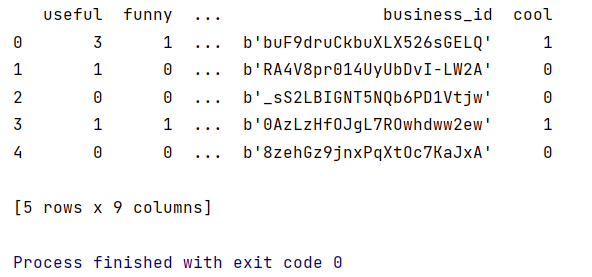 useful funny ... business_id cool
0 3 1 ... b'buF9druCkbuXLX526sGELQ' 1
1 1 0 ... b'RA4V8pr014UyUbDvI-LW2A' 0
2 0 0 ... b'_sS2LBIGNT5NQb6PD1Vtjw' 0
3 1 1 ... b'0AzLzHfOJgL7ROwhdww2ew' 1
4 0 0 ... b'8zehGz9jnxPqXtOc7KaJxA' 0
[5 rows x 9 columns]
Process finished with exit code 0